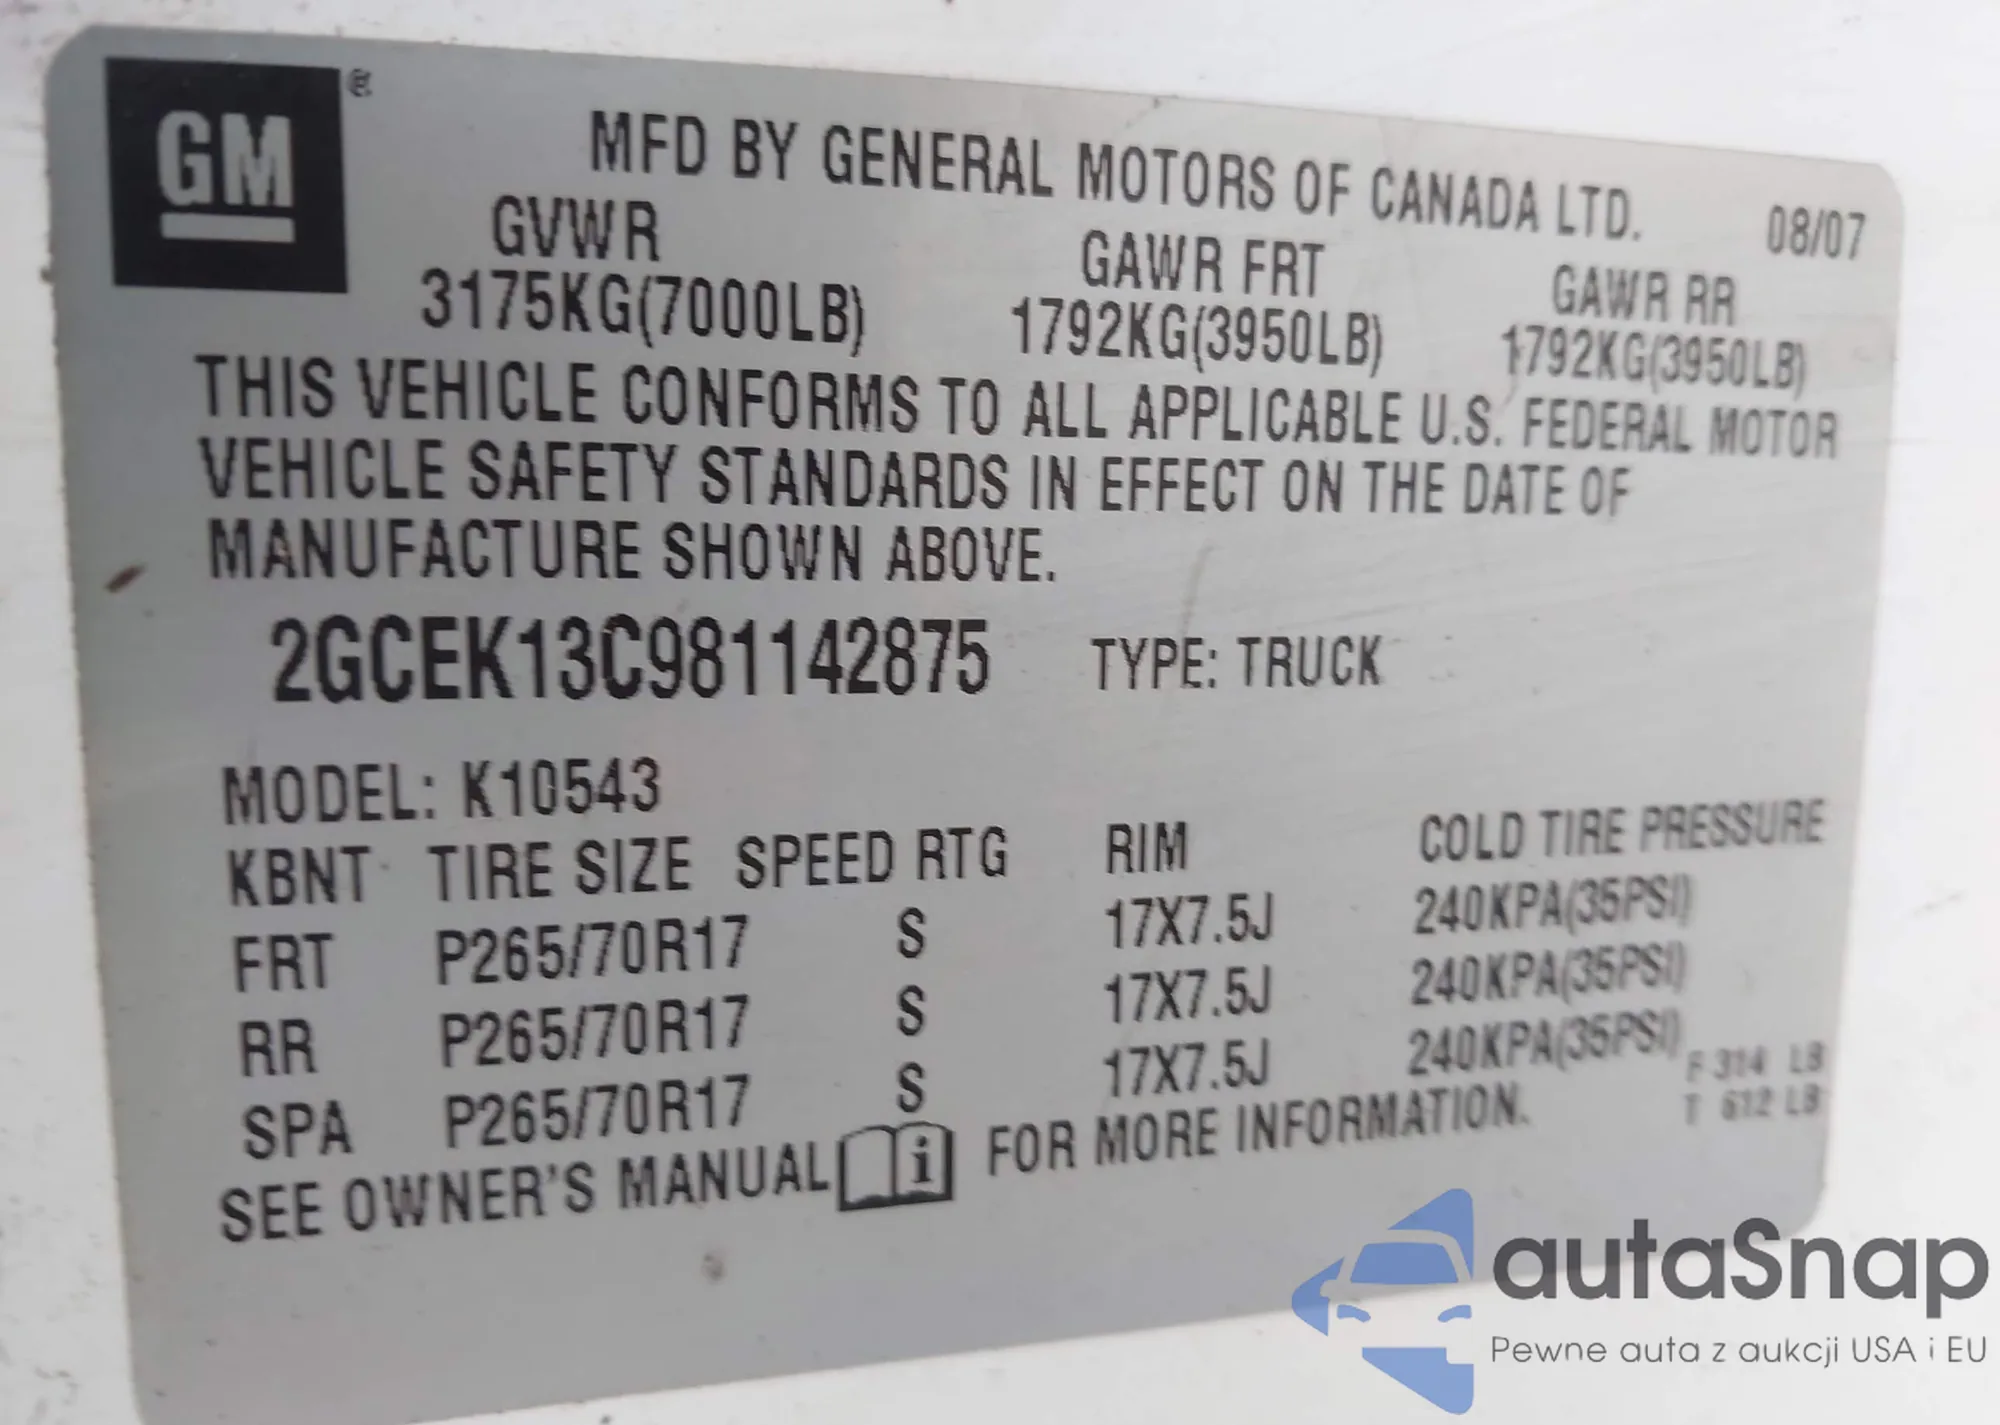 GM®
MFD BY GENERAL MOTORS OF CANADA LTD.
08/07
GVWR GAWR FRT GAWR RR
3175KG(7000LB) 1792KG(3950LB) 1792KG(3950LB)
THIS VEHICLE CONFORMS TO ALL APPLICABLE U.S. FEDERAL MOTOR
VEHICLE SAFETY STANDARDS IN EFFECT ON THE DATE OF
MANUFACTURE SHOWN ABOVE.
2GCEK13C981142875 TYPE: TRUCK
MODEL: K10543
KBNT TIRE SIZE SPEED RTG RIM COLD TIRE PRESSURE
FRT P265/70R17 S 17X7.5J 240KPA(35PSI)
RR P265/70R17 S 17X7.5J 240KPA(35PSI)
SPA P265/70R17 S 17X7.5J 240KPA(35PSI)
F 314 LB
T 612 LB
SEE OWNER'S MANUAL i FOR MORE INFORMATION.
autaSnap
Pewne auta z aukcji USA i EU